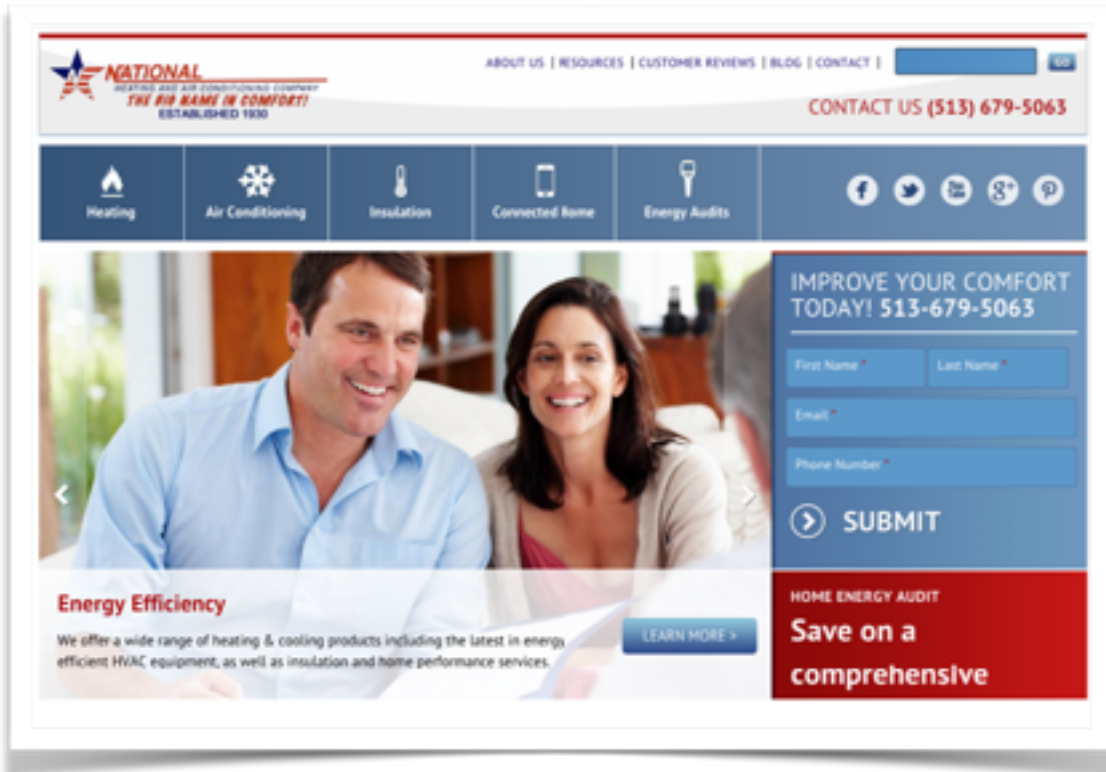 NATIONAL
HEATING AND AIR CONDITIONING COMPANY
THE BIG NAME IN COMFORT!
ESTABLISHED 1930
ABOUT US | RESOURCES | CUSTOMER REVIEWS | BLOG | CONTACT |
GO
CONTACT US (513) 679-5063
Heating
Air Conditioning
Insulation
Connected Home
Energy Audits
IMPROVE YOUR COMFORT
TODAY! 513-679-5063
First Name *
Last Name *
Email *
Phone Number *
SUBMIT
Energy Efficiency
We offer a wide range of heating & cooling products including the latest in energy
efficient HVAC equipment, as well as insulation and home performance services.
LEARN MORE >
HOME ENERGY AUDIT
Save on a
comprehensive